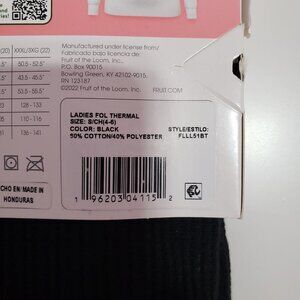 (20) XXL/3XG (22)
.5" 50.5 - 52.5"
.5" 43.5 - 45.5"
.5" 53.5 - 55.5"
23 128 - 133
03 110 - 116
31 136 - 141
Manufactured under license from/
Fabricado bajo licencia de:
Fruit of the Loom, Inc.
P.O. Box 90015
Bowling Green, KY 42102-9015.
RN 123187
©2022 Fruit of the Loom, Inc. FRUIT.COM
LADIES FOL THERMAL
SIZE: S/CH(4-6)
COLOR: BLACK STYLE/ESTILO:
60% COTTON/40% POLYESTER FLLL51BT
CHO EN/ MADE IN
HONDURAS
1 96203 04115 2